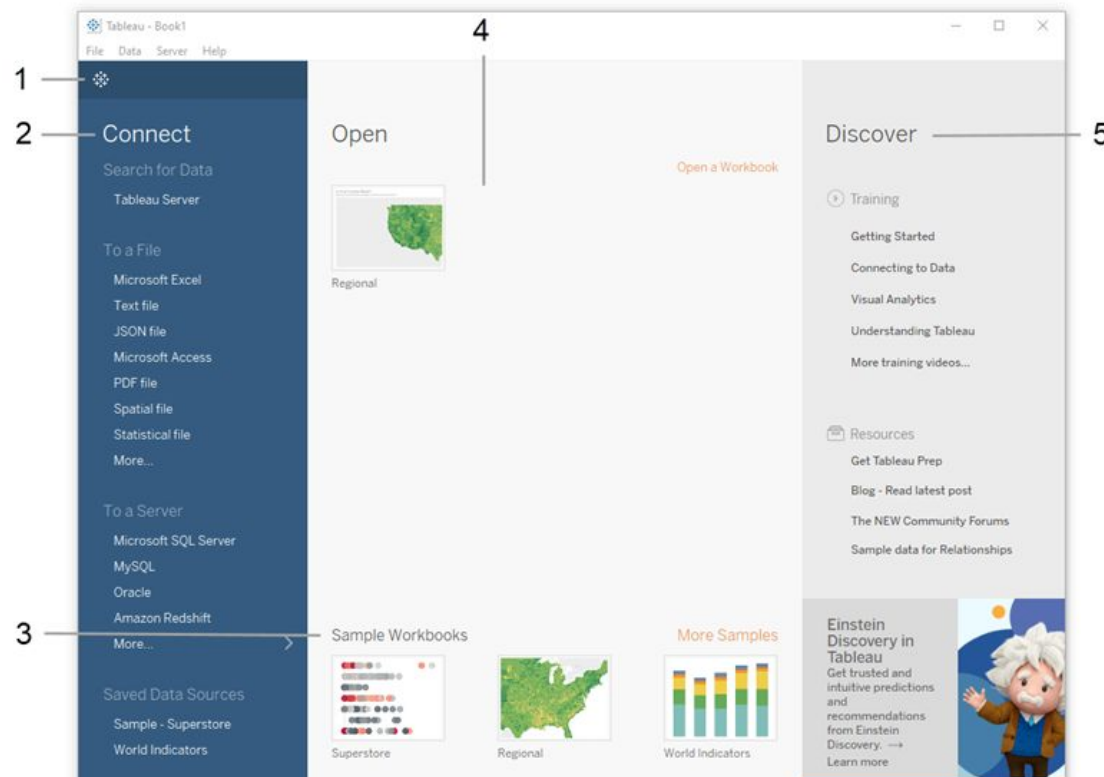 Tableau - Book1
File Data Server Help
1
2
3
4
5
Connect
Search for Data
Tableau Server
To a File
Microsoft Excel
Text file
JSON file
Microsoft Access
PDF file
Spatial file
Statistical file
More...
To a Server
Microsoft SQL Server
MySQL
Oracle
Amazon Redshift
More...
Saved Data Sources
Sample - Superstore
World Indicators
Open
Open a Workbook
Regional
Sample Workbooks
More Samples
Superstore
Regional
World Indicators
Discover
Training
Getting Started
Connecting to Data
Visual Analytics
Understanding Tableau
More training videos...
Resources
Get Tableau Prep
Blog - Read latest post
The NEW Community Forums
Sample data for Relationships
Einstein
Discovery in
Tableau
Get trusted and
intuitive predictions
and
recommendations
from Einstein
Discovery. →
Learn more